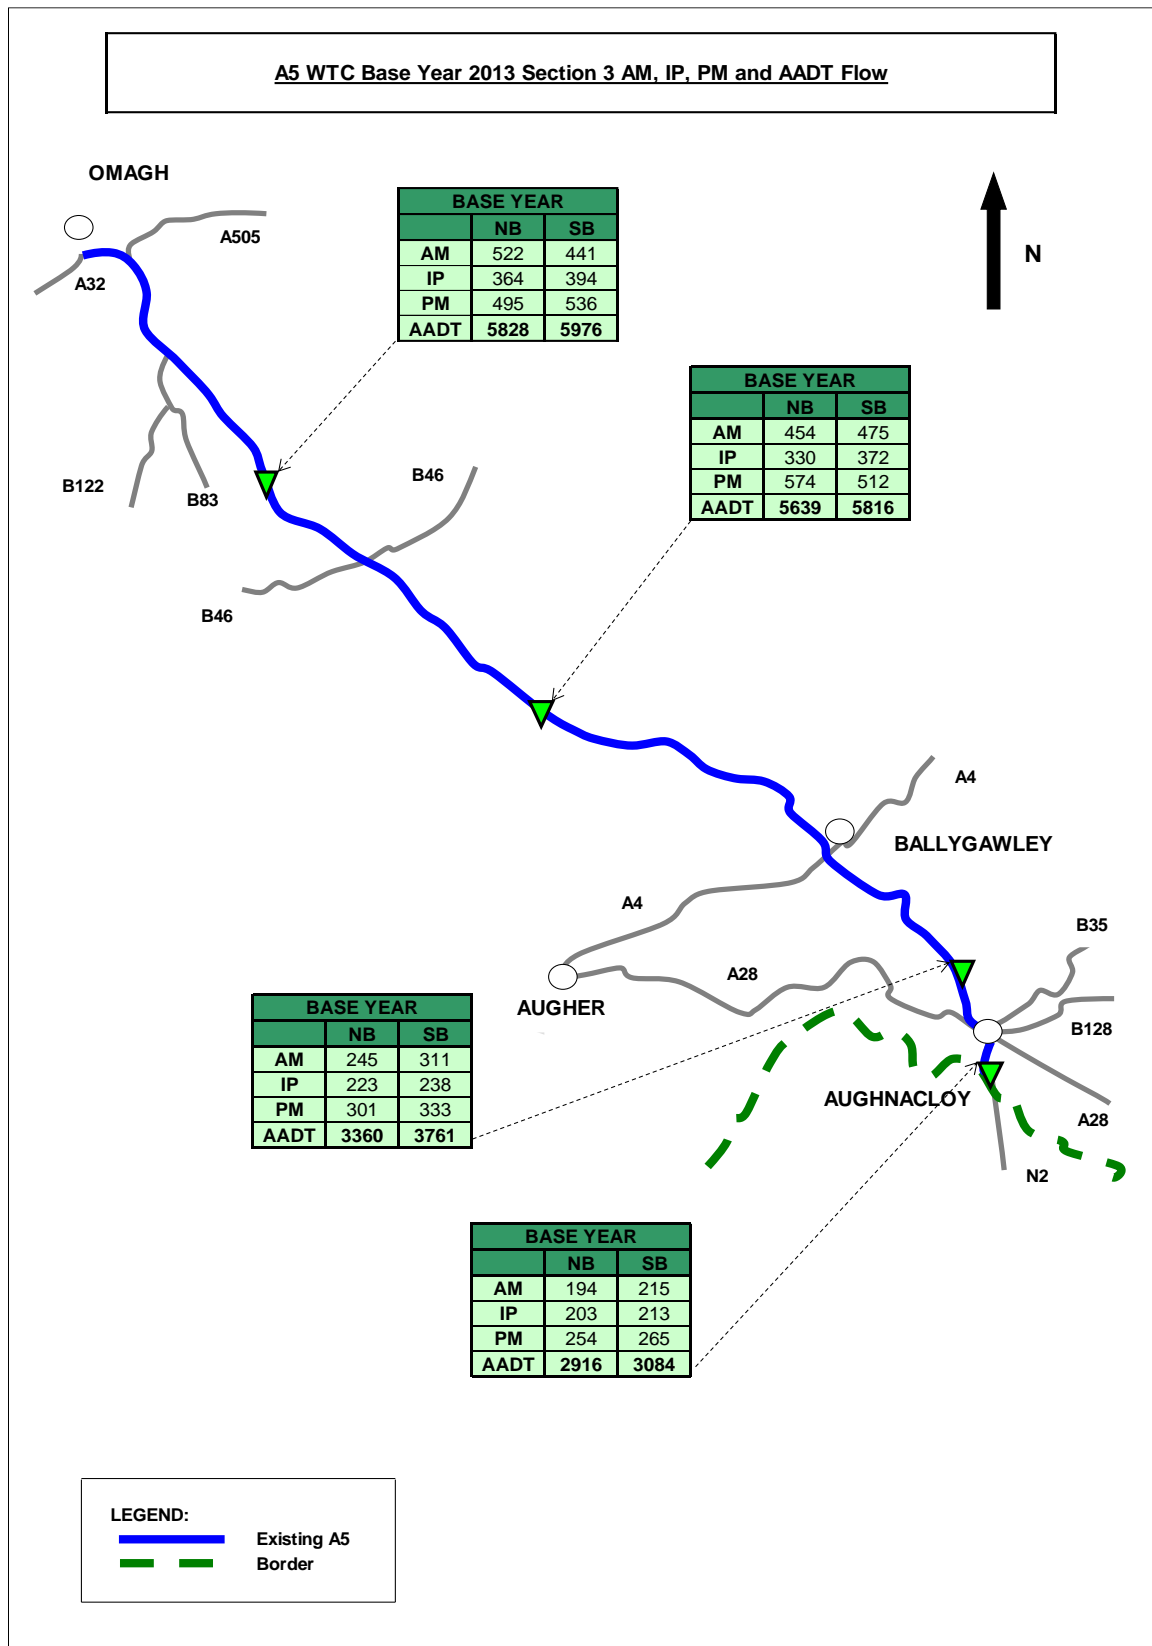 A5 WTC Base Year 2013 Section 3 AM, IP, PM and AADT Flow
OMAGH
A505
A32
N
BASE YEAR
NB SB
AM 522 441
IP 364 394
PM 495 536
AADT 5828 5976
BASE YEAR
NB SB
AM 454 475
IP 330 372
PM 574 512
AADT 5639 5816
B122
B83
B46
B46
A4
BALLYGAWLEY
A4
B35
A28
AUGHER
B128
AUGHNACLOY
A28
N2
BASE YEAR
NB SB
AM 245 311
IP 223 238
PM 301 333
AADT 3360 3761
BASE YEAR
NB SB
AM 194 215
IP 203 213
PM 254 265
AADT 2916 3084
LEGEND:
Existing A5
Border